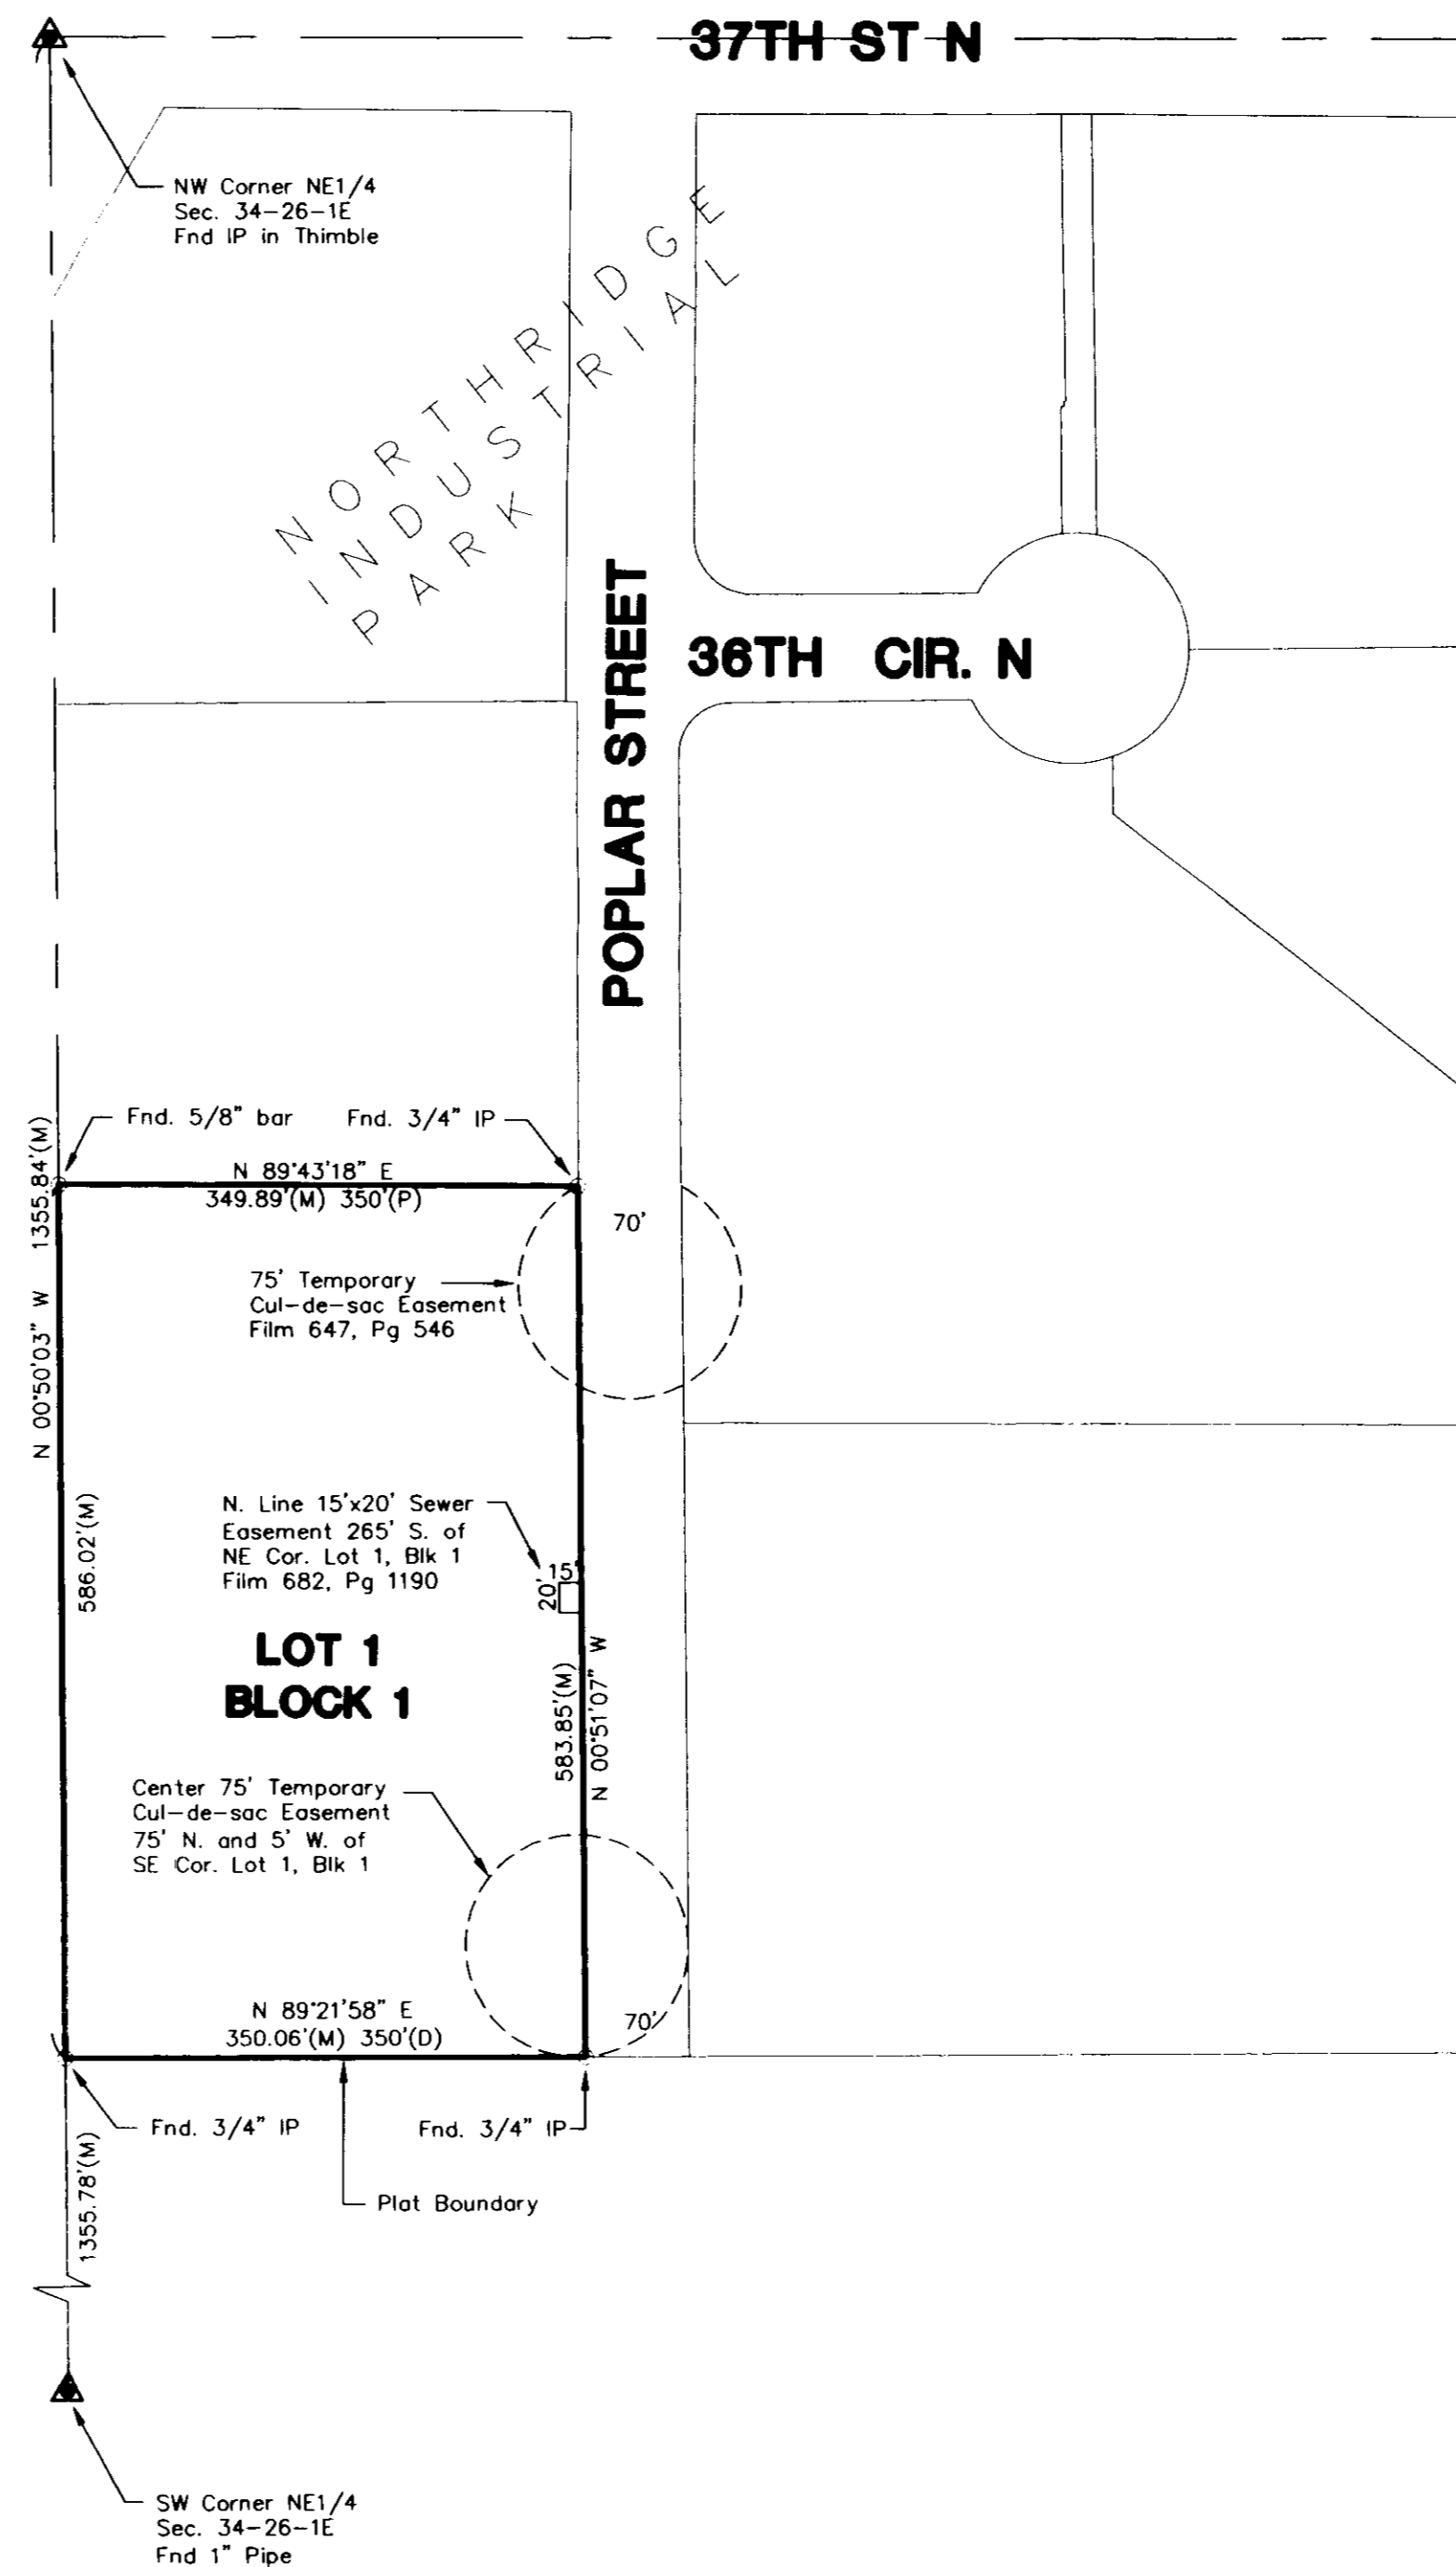 37TH ST N
NW Corner NE1/4
Sec. 34-26-1E
Fnd IP in Thimble
NORTHRIDGE
INDUSTRIAL
PARK
POPLAR STREET
36TH CIR. N
Fnd. 5/8" bar
Fnd. 3/4" IP
N 89°43'18" E
349.89'(M) 350'(P)
70'
N 00°50'03" W 1355.84'(M)
75' Temporary
Cul-de-sac Easement
Film 647, Pg 546
586.02'(M)
N. Line 15'x20' Sewer
Easement 265' S. of
NE Cor. Lot 1, Blk 1
Film 682, Pg 1190
15'
20'
LOT 1
BLOCK 1
583.85'(M)
N 00°51'07" W
Center 75' Temporary
Cul-de-sac Easement
75' N. and 5' W. of
SE Cor. Lot 1, Blk 1
N 89°21'58" E
350.06'(M) 350'(D)
70'
Fnd. 3/4" IP
Fnd. 3/4" IP
Plat Boundary
1355.78'(M)
SW Corner NE1/4
Sec. 34-26-1E
Fnd 1" Pipe